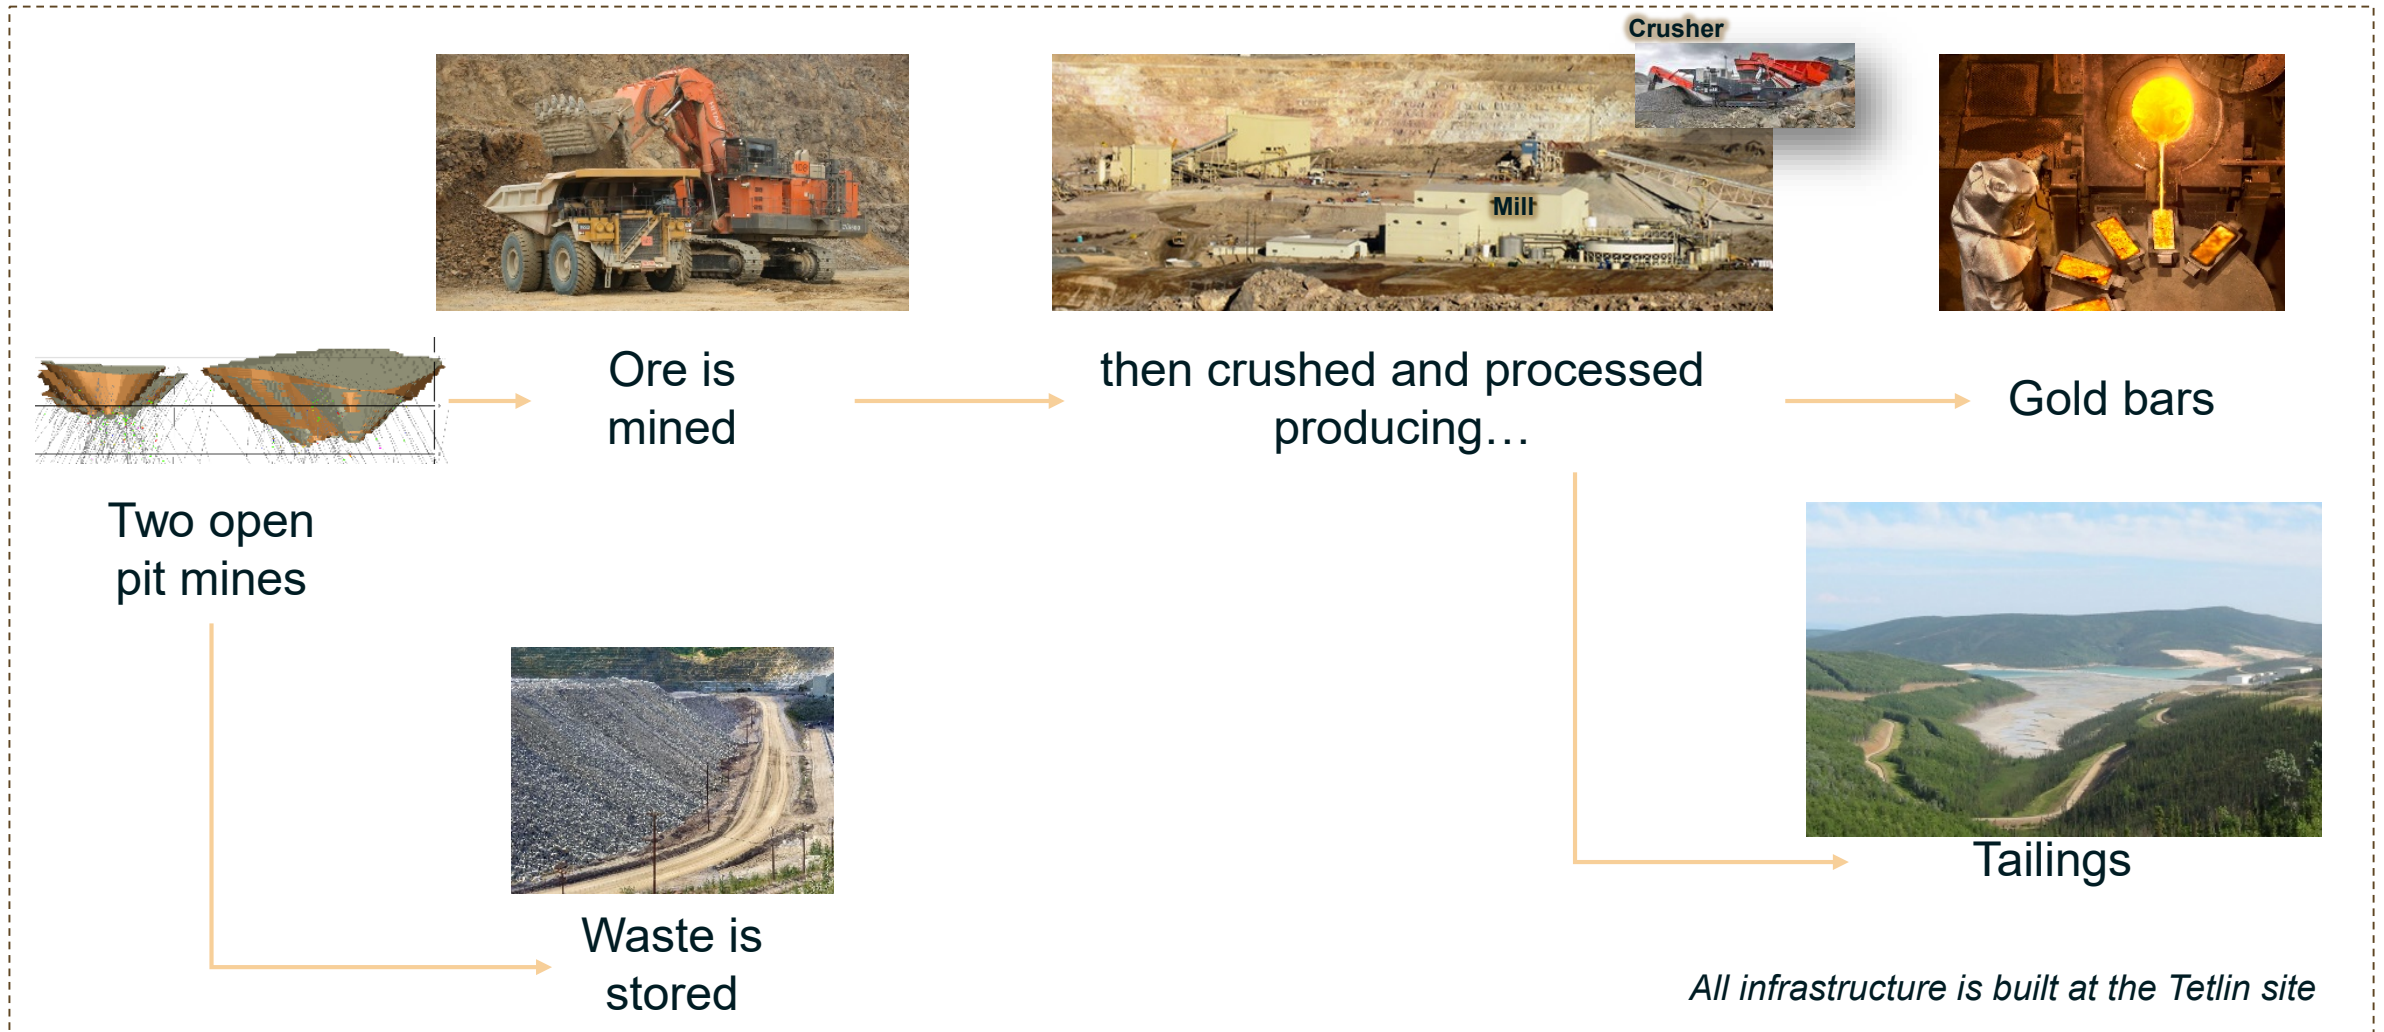 Crusher
Mill
Ore is
mined
then crushed and processed
producing…
Gold bars
Two open
pit mines
Tailings
Waste is
stored
All infrastructure is built at the Tetlin site